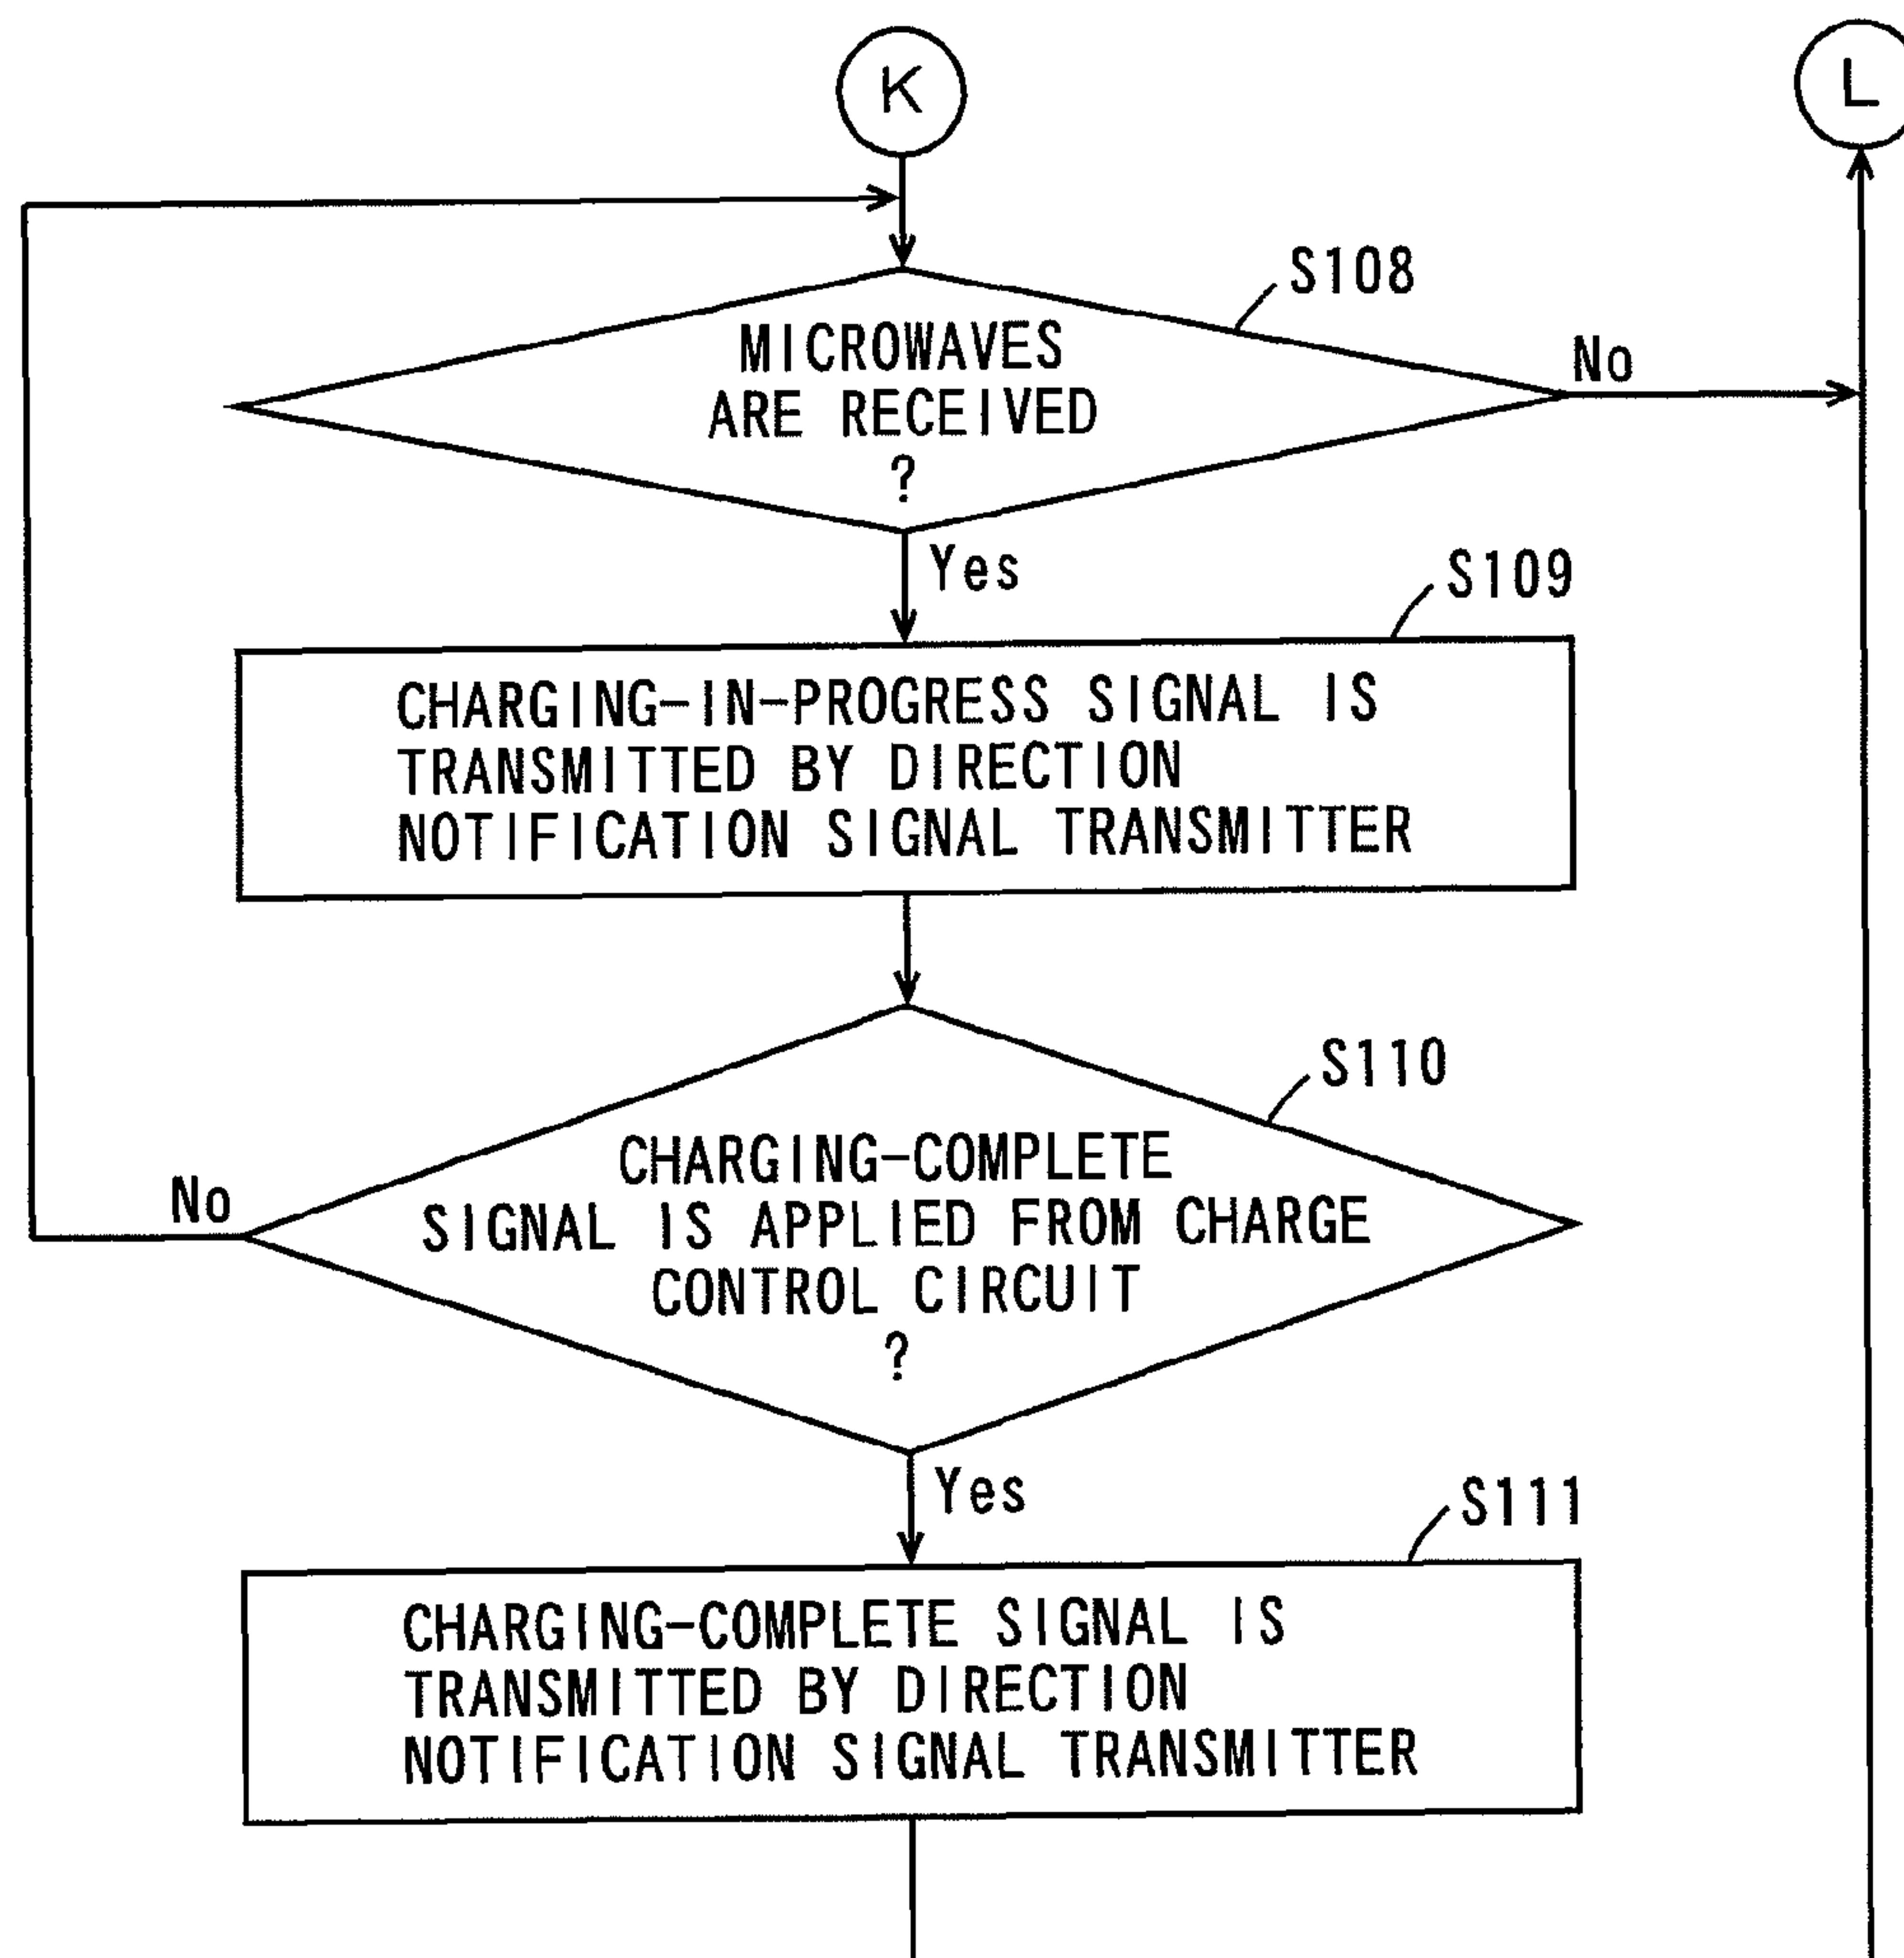 K
L
S108
MICROWAVES
ARE RECEIVED
?
No
Yes
S109
CHARGING-IN-PROGRESS SIGNAL IS
TRANSMITTED BY DIRECTION
NOTIFICATION SIGNAL TRANSMITTER
S110
CHARGING-COMPLETE
SIGNAL IS APPLIED FROM CHARGE
CONTROL CIRCUIT
?
No
Yes
S111
CHARGING-COMPLETE SIGNAL IS
TRANSMITTED BY DIRECTION
NOTIFICATION SIGNAL TRANSMITTER